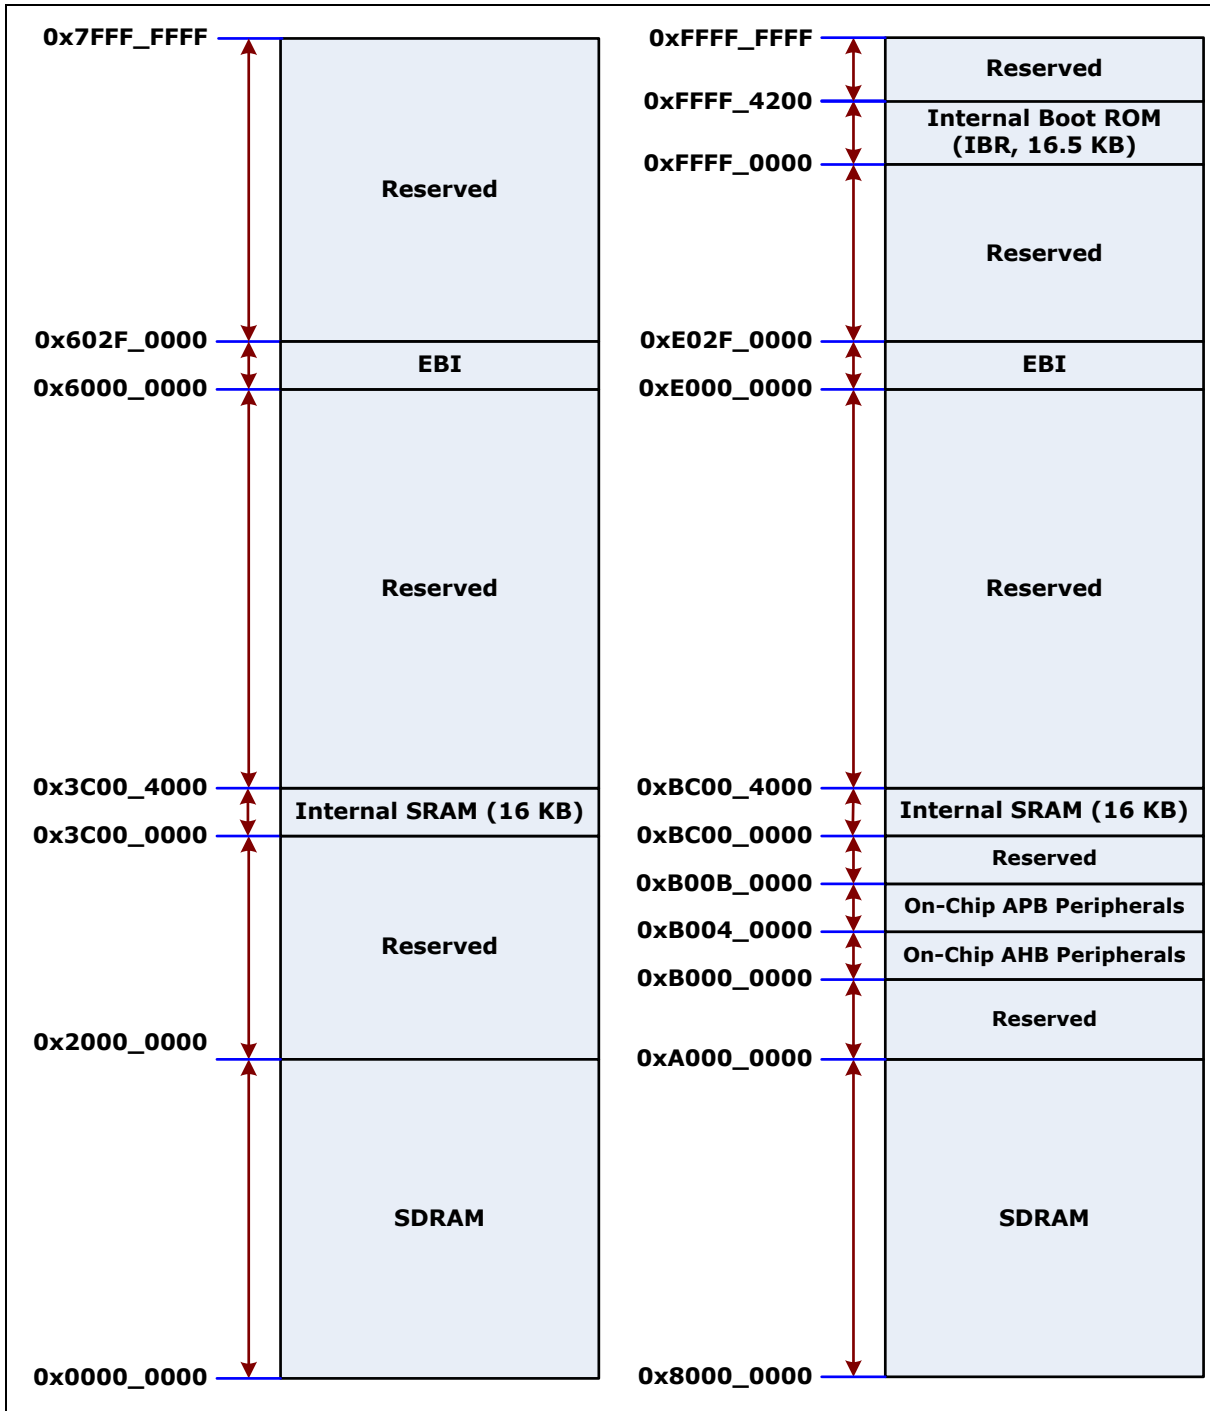 0x7FFF_FFFF
Reserved
0x602F_0000
EBI
0x6000_0000
Reserved
0x3C00_4000
Internal SRAM (16 KB)
0x3C00_0000
Reserved
0x2000_0000
SDRAM
0x0000_0000
0xFFFF_FFFF
Reserved
0xFFFF_4200
Internal Boot ROM
(IBR, 16.5 KB)
0xFFFF_0000
Reserved
0xE02F_0000
EBI
0xE000_0000
Reserved
0xBC00_4000
Internal SRAM (16 KB)
0xBC00_0000
Reserved
0xB00B_0000
On-Chip APB Peripherals
0xB004_0000
On-Chip AHB Peripherals
0xB000_0000
Reserved
0xA000_0000
SDRAM
0x8000_0000